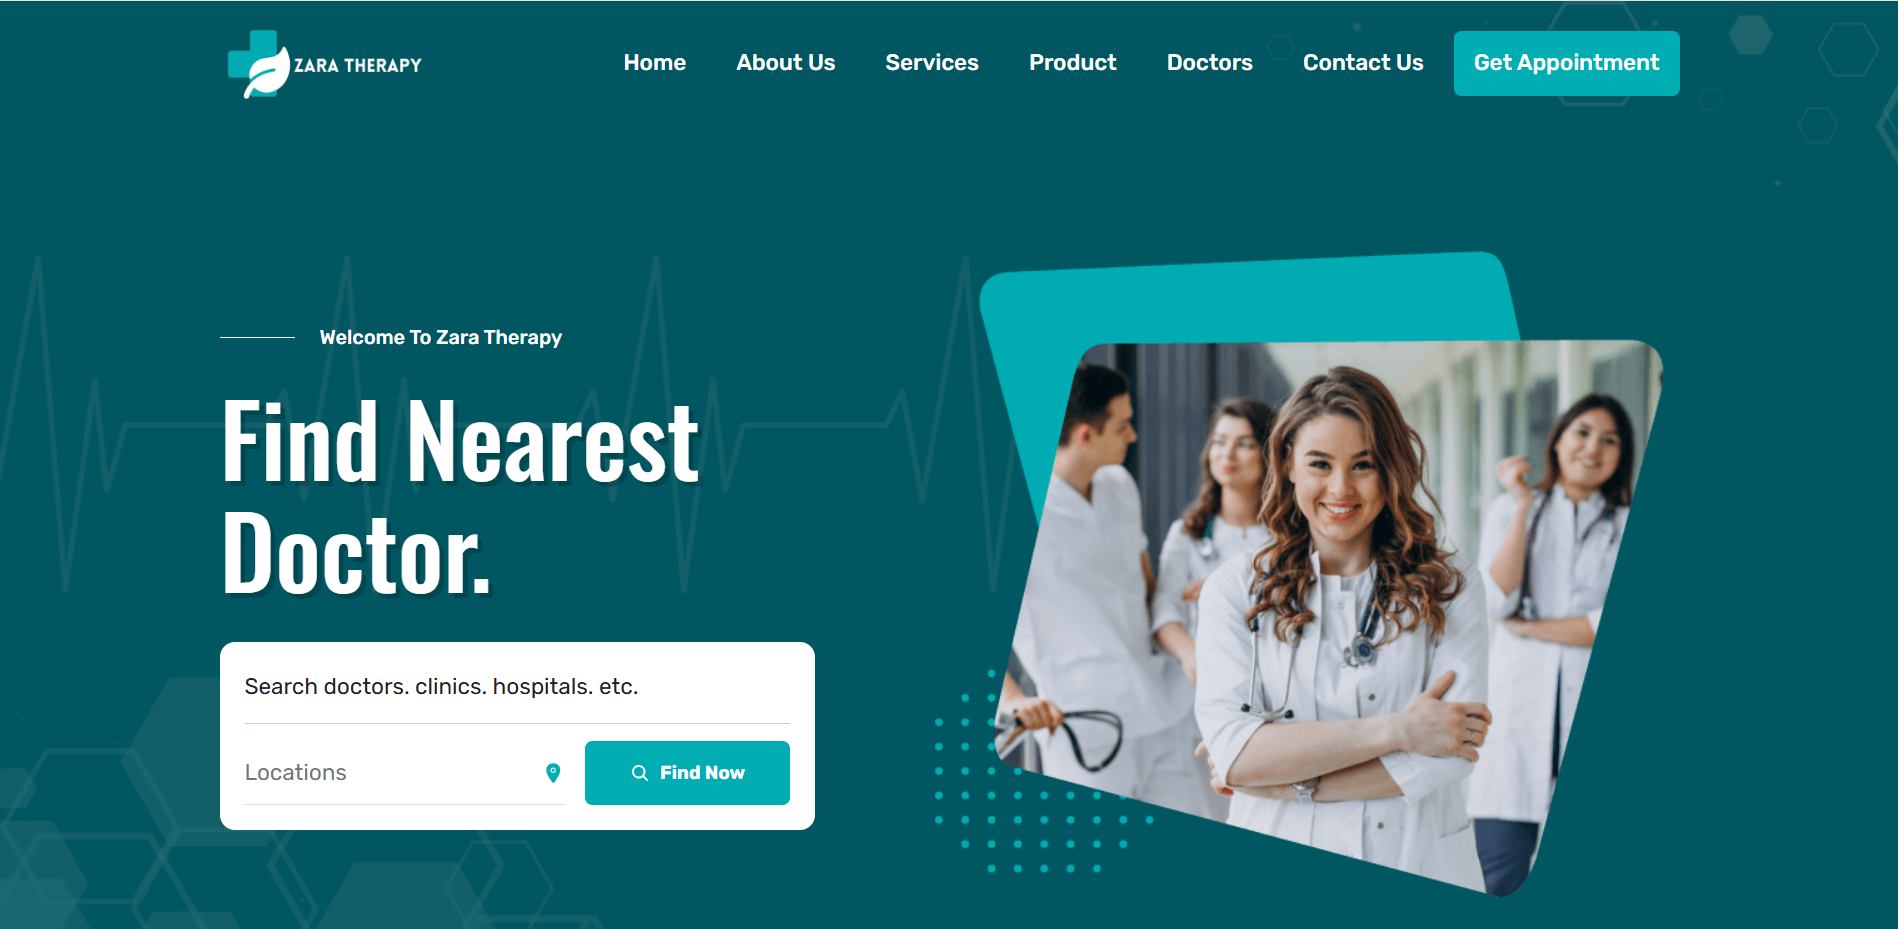 ZARA THERAPY
Home About Us Services Product Doctors Contact Us Get Appointment
Welcome To Zara Therapy
Find Nearest
Doctor.
Search doctors. clinics. hospitals. etc.
Locations
Find Now